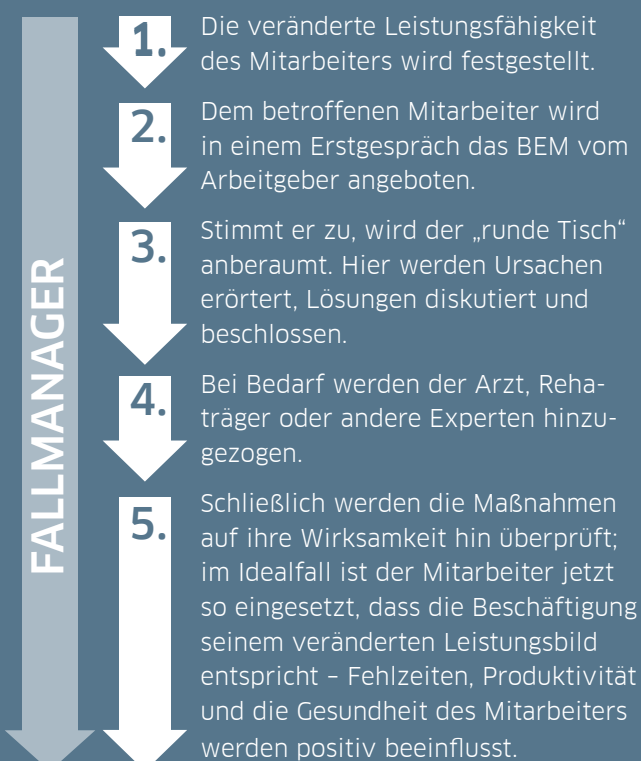 FALLMANAGER
1.
Die veränderte Leistungsfähigkeit
des Mitarbeiters wird festgestellt.
2.
Dem betroffenen Mitarbeiter wird
in einem Erstgespräch das BEM vom
Arbeitgeber angeboten.
3.
Stimmt er zu, wird der „runde Tisch“
anberaumt. Hier werden Ursachen
erörtert, Lösungen diskutiert und
beschlossen.
4.
Bei Bedarf werden der Arzt, Reha-
träger oder andere Experten hinzu-
gezogen.
5.
Schließlich werden die Maßnahmen
auf ihre Wirksamkeit hin überprüft;
im Idealfall ist der Mitarbeiter jetzt
so eingesetzt, dass die Beschäftigung
seinem veränderten Leistungsbild
entspricht – Fehlzeiten, Produktivität
und die Gesundheit des Mitarbeiters
werden positiv beeinflusst.